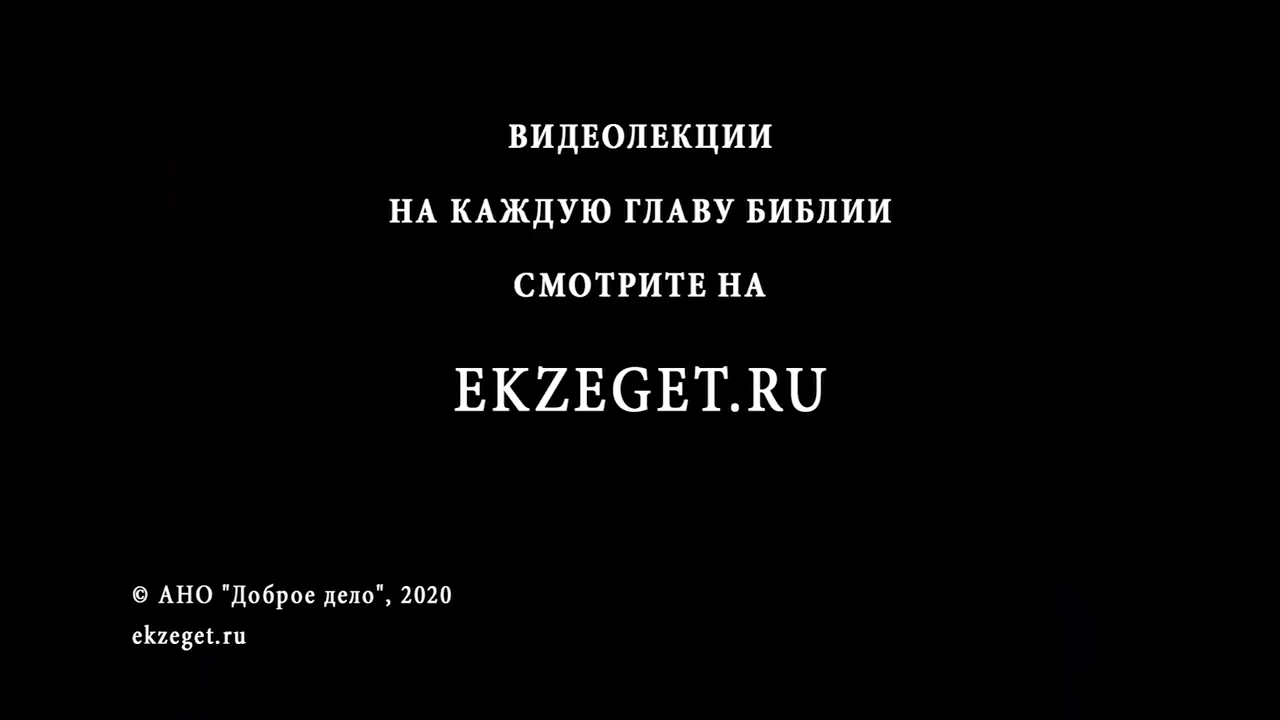 ВИДЕОЛЕКЦИИ
НА КАЖДУЮ ГЛАВУ БИБЛИИ
СМОТРИТЕ НА
EKZEGET.RU
© АНО "Доброе дело", 2020
ekzeget.ru